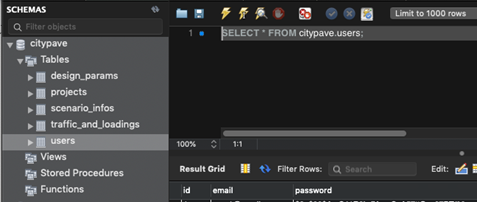 SCHEMAS
Filter objects
citypave
Tables
design_params
projects
scenario_infos
traffic_and_loadings
users
Views
Stored Procedures
Functions
Limit to 1000 rows
1 SELECT * FROM citypave.users;
100% 1:1
Result Grid Filter Rows: Search Edit:
id email password